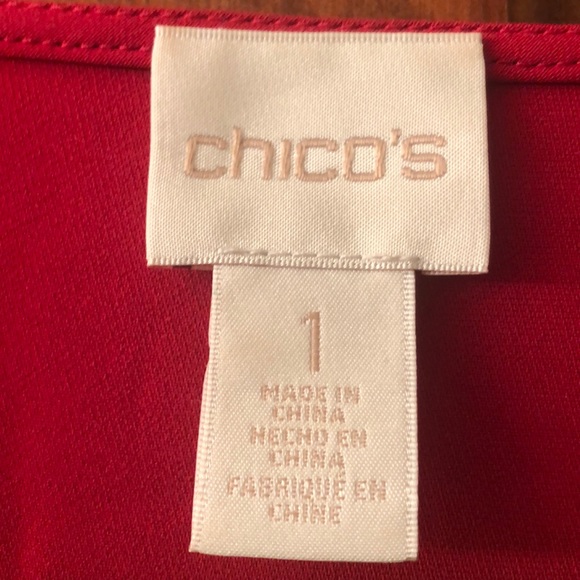 chico's
1
MADE IN
CHINA
HECHO EN
CHINA
FABRIQUÉ EN
CHINE